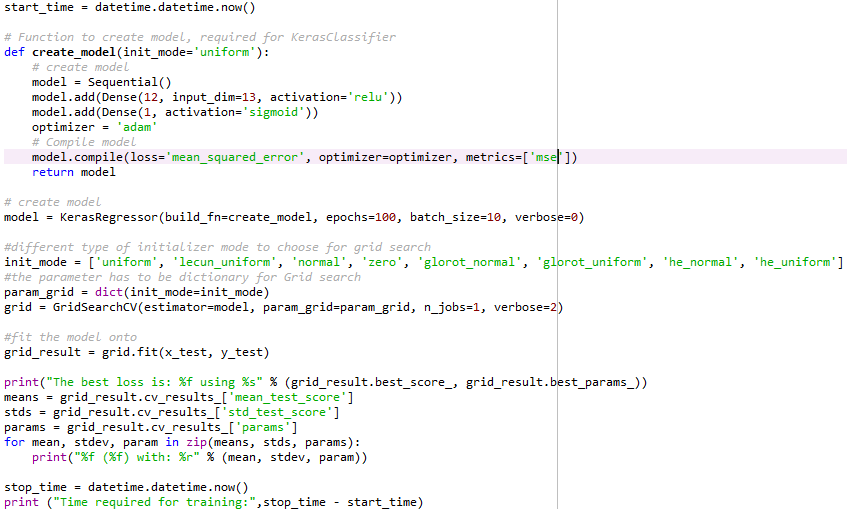 start_time = datetime.datetime.now()
# Function to create model, required for KerasClassifier
def create_model(init_mode='uniform'):
# create model
model = Sequential()
model.add(Dense(12, input_dim=13, activation='relu'))
model.add(Dense(1, activation='sigmoid'))
optimizer = 'adam'
# Compile model
model.compile(loss='mean_squared_error', optimizer=optimizer, metrics=['mse'])
return model
# create model
model = KerasRegressor(build_fn=create_model, epochs=100, batch_size=10, verbose=0)
#different type of initializer mode to choose for grid search
init_mode = ['uniform', 'lecun_uniform', 'normal', 'zero', 'glorot_normal', 'glorot_uniform', 'he_normal', 'he_uniform']
#the parameter has to be dictionary for Grid search
param_grid = dict(init_mode=init_mode)
grid = GridSearchCV(estimator=model, param_grid=param_grid, n_jobs=1, verbose=2)
#fit the model onto
grid_result = grid.fit(x_test, y_test)
print("The best loss is: %f using %s" % (grid_result.best_score_, grid_result.best_params_))
means = grid_result.cv_results_['mean_test_score']
stds = grid_result.cv_results_['std_test_score']
params = grid_result.cv_results_['params']
for mean, stdev, param in zip(means, stds, params):
print("%f (%f) with: %r" % (mean, stdev, param))
stop_time = datetime.datetime.now()
print ("Time required for training:",stop_time - start_time)